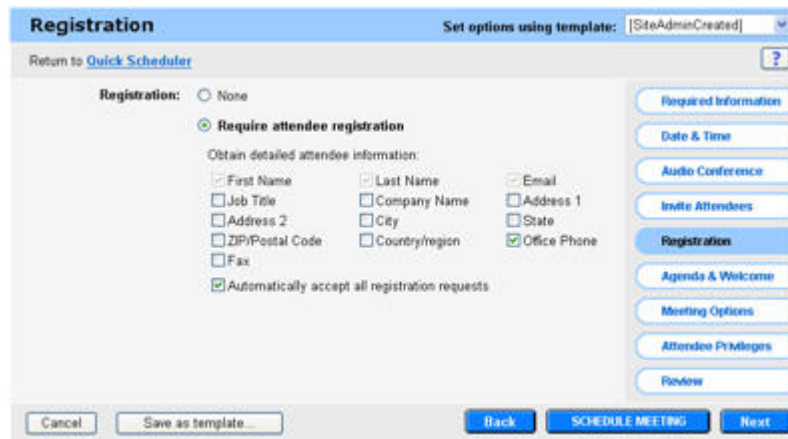 Registration Set options using template: [SiteAdminCreated]
Return to Quick Scheduler ?
Registration: None
Required Information
Require attendee registration
Date & Time
Obtain detailed attendee information:
First Name Last Name Email
Audio Conference
Job Title Company Name Address 1
Invite Attendees
Address 2 City State
ZIP/Postal Code Country/region Office Phone
Registration
Fax
Automatically accept all registration requests
Agenda & Welcome
Meeting Options
Attendee Privileges
Review
Cancel Save as template... Back SCHEDULE MEETING Next